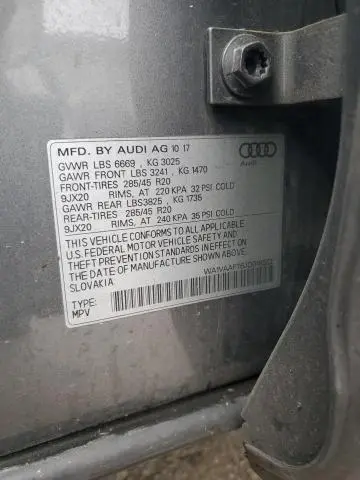 MFD. BY AUDI AG 10 17
GVWR LBS 6669 , KG 3025
GAWR FRONT LBS 3241 , KG 1470
FRONT-TIRES 285/45 R20
9JX20 RIMS, AT 220 KPA 32 PSI COLD
GAWR REAR LBS3825 , KG 1735
REAR-TIRES 285/45 R20
9JX20 RIMS, AT 240 KPA 35 PSI COLD
THIS VEHICLE CONFORMS TO ALL APPLICABLE
U.S.FEDERAL MOTOR VEHICLE SAFETY AND
THEFT PREVENTION STANDARDS IN EFFECT ON
THE DATE OF MANUFACTURE SHOWN ABOVE.
SLOVAKIA
TYPE:
MPV
Audi